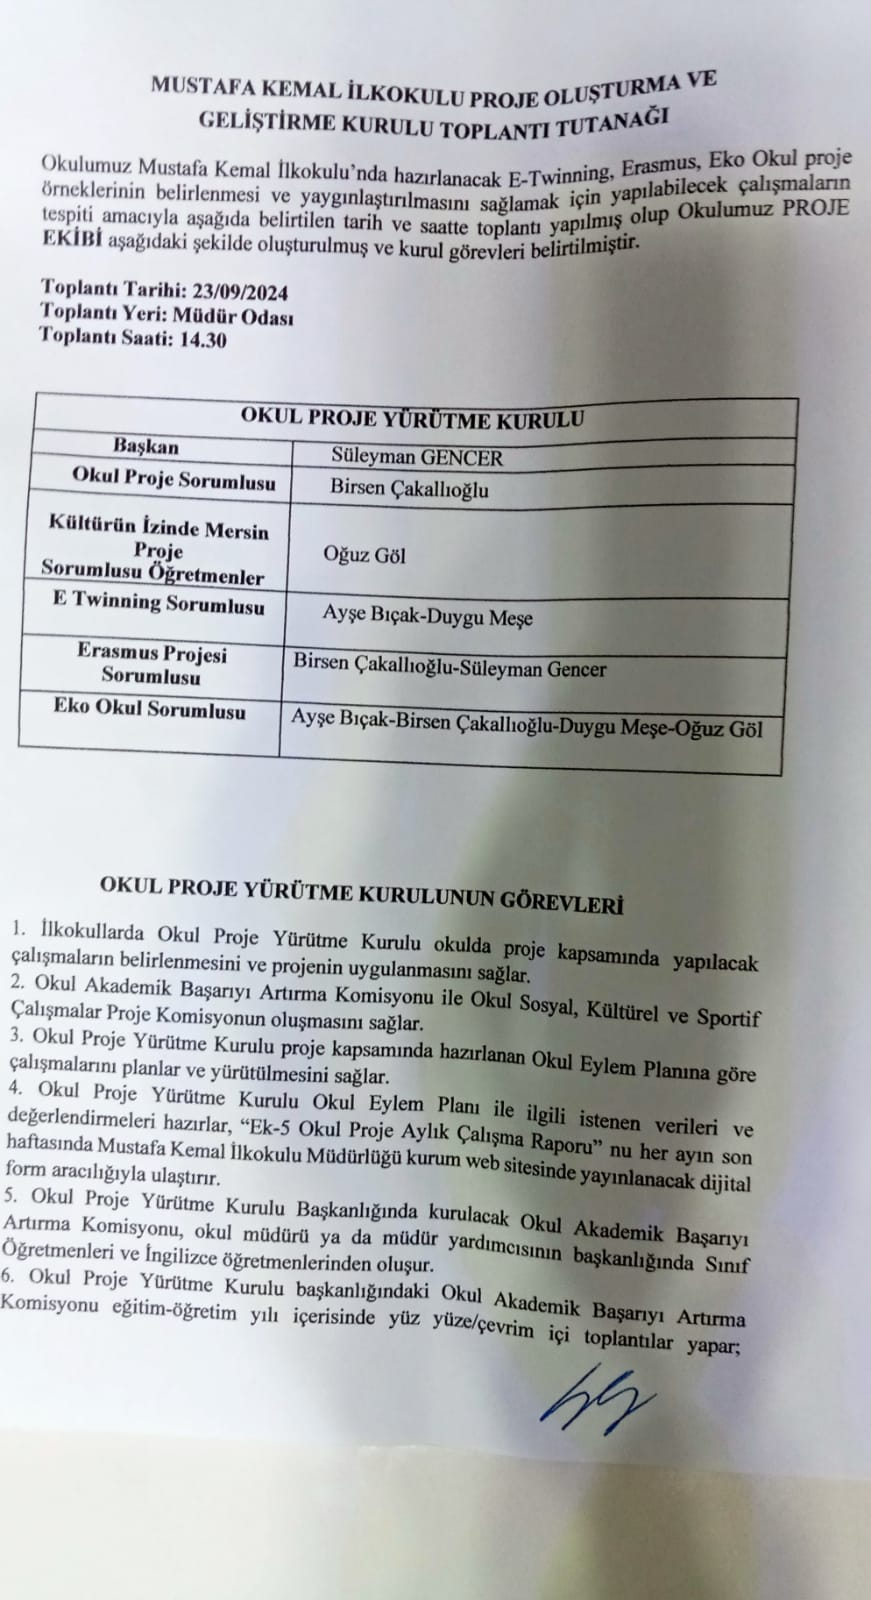 MUSTAFA KEMAL İLKOKULU PROJE OLUŞTURMA VE
GELİŞTİRME KURULU TOPLANTI TUTANAĞI
Okulumuz Mustafa Kemal İlkokulu'nda hazırlanacak E-Twinning, Erasmus, Eko Okul proje
örneklerinin belirlenmesi ve yaygınlaştırılmasını sağlamak için yapılabilecek çalışmaların
tespiti amacıyla aşağıda belirtilen tarih ve saatte toplantı yapılmış olup Okulumuz PROJE
EKİBİ aşağıdaki şekilde oluşturulmuş ve kurul görevleri belirtilmiştir.
Toplantı Tarihi: 23/09/2024
Toplantı Yeri: Müdür Odası
Toplantı Saati: 14.30
OKUL PROJE YÜRÜTME KURULU
Başkan
Süleyman GENCER
Okul Proje Sorumlusu
Birsen Çakallıoğlu
Kültürün İzinde Mersin
Proje
Sorumlusu Öğretmenler
Oğuz Göl
E Twinning Sorumlusu
Ayşe Bıçak-Duygu Meşe
Erasmus Projesi
Sorumlusu
Birsen Çakallıoğlu-Süleyman Gencer
Eko Okul Sorumlusu
Ayşe Bıçak-Birsen Çakallıoğlu-Duygu Meşe-Oğuz Göl
OKUL PROJE YÜRÜTME KURULUNUN GÖREVLERİ
1. İlkokullarda Okul Proje Yürütme Kurulu okulda proje kapsamında yapılacak
çalışmaların belirlenmesini ve projenin uygulanmasını sağlar.
2. Okul Akademik Başarıyı Artırma Komisyonu ile Okul Sosyal, Kültürel ve Sportif
Çalışmalar Proje Komisyonun oluşmasını sağlar.
3. Okul Proje Yürütme Kurulu proje kapsamında hazırlanan Okul Eylem Planına göre
çalışmalarını planlar ve yürütülmesini sağlar.
4. Okul Proje Yürütme Kurulu Okul Eylem Planı ile ilgili istenen verileri ve
değerlendirmeleri hazırlar, “Ek-5 Okul Proje Aylık Çalışma Raporu” nu her ayın son
haftasında Mustafa Kemal İlkokulu Müdürlüğü kurum web sitesinde yayınlanacak dijital
form aracılığıyla ulaştırır.
5. Okul Proje Yürütme Kurulu Başkanlığında kurulacak Okul Akademik Başarıyı
Artırma Komisyonu, okul müdürü ya da müdür yardımcısının başkanlığında Sınıf
Öğretmenleri ve İngilizce öğretmenlerinden oluşur.
6. Okul Proje Yürütme Kurulu başkanlığındaki Okul Akademik Başarıyı Artırma
Komisyonu eğitim-öğretim yılı içerisinde yüz yüze/çevrim içi toplantılar yapar;